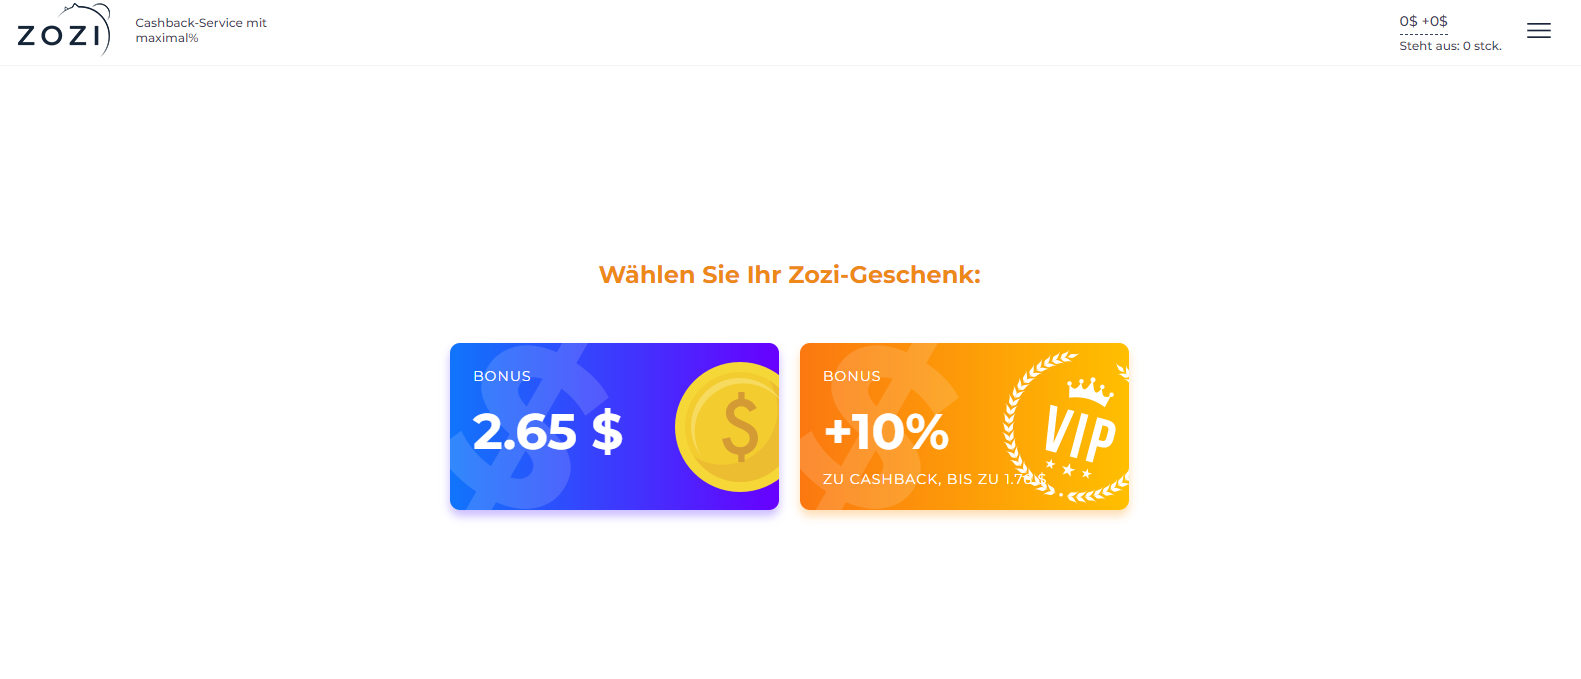 ZOZI
Cashback-Service mit
maximal%
0$ +0$
Steht aus: 0 stck.
Wählen Sie Ihr Zozi-Geschenk:
BONUS
2.65 $
$
BONUS
+10%
ZU CASHBACK, BIS ZU
VIP